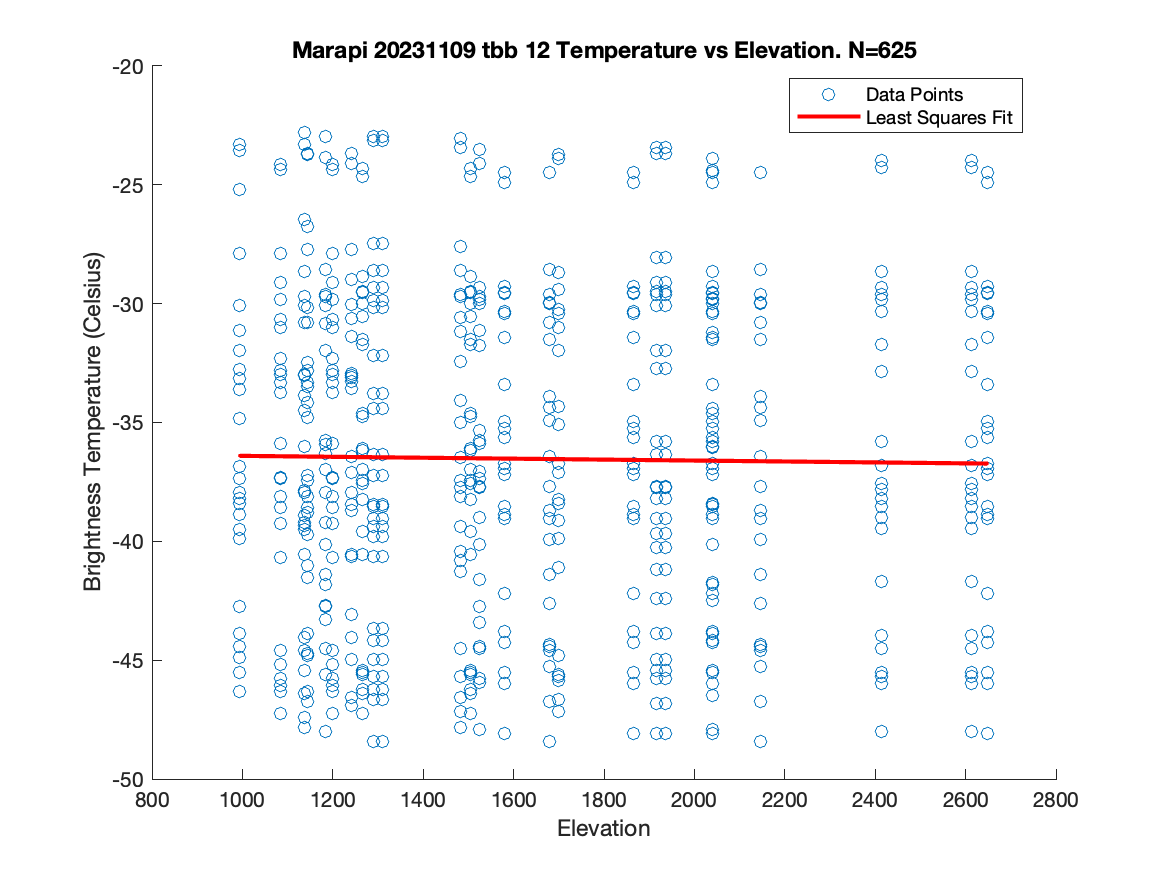 Marapi 20231109 tbb 12 Temperature vs Elevation. N=625
Data Points
Least Squares Fit
-20
-25
-30
-35
-40
-45
-50
Brightness Temperature (Celsius)
800 1000 1200 1400 1600 1800 2000 2200 2400 2600 2800
Elevation